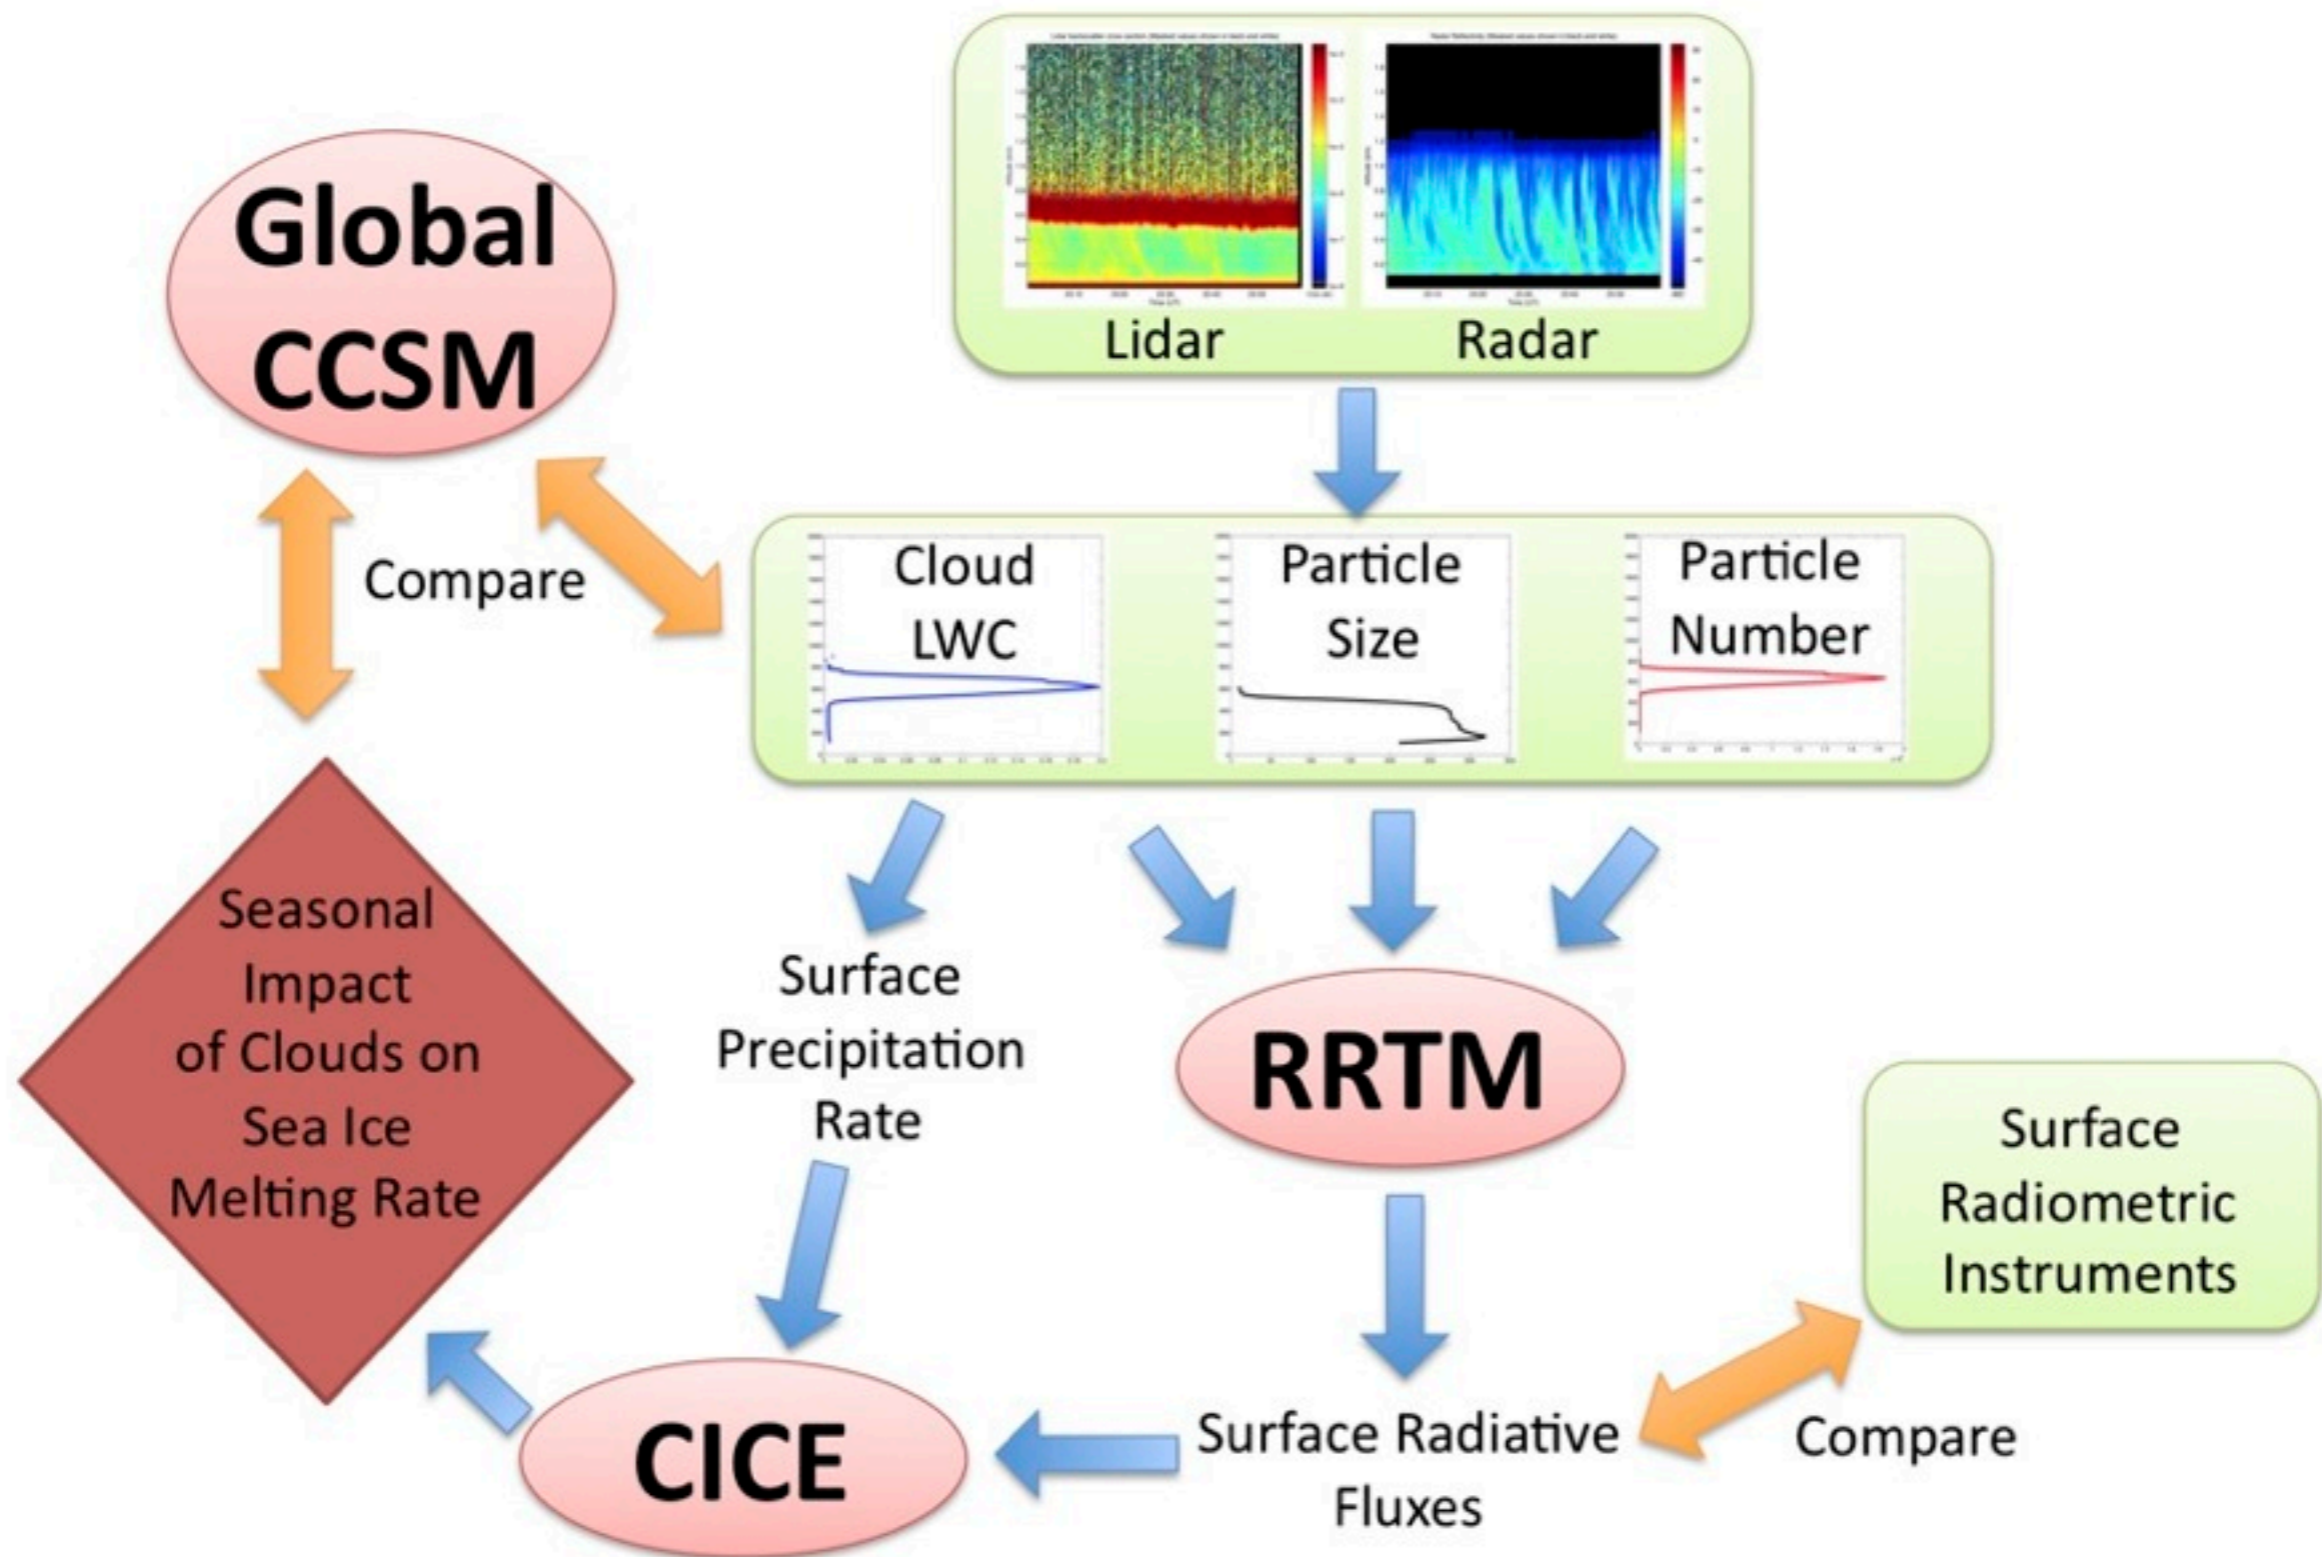 Global
CCSM
Lidar
Radar
Compare
Cloud
LWC
Particle
Size
Particle
Number
Seasonal
Impact
of Clouds on
Sea Ice
Melting Rate
Surface
Precipitation
Rate
RRTM
Surface
Radiometric
Instruments
CICE
Surface Radiative
Fluxes
Compare